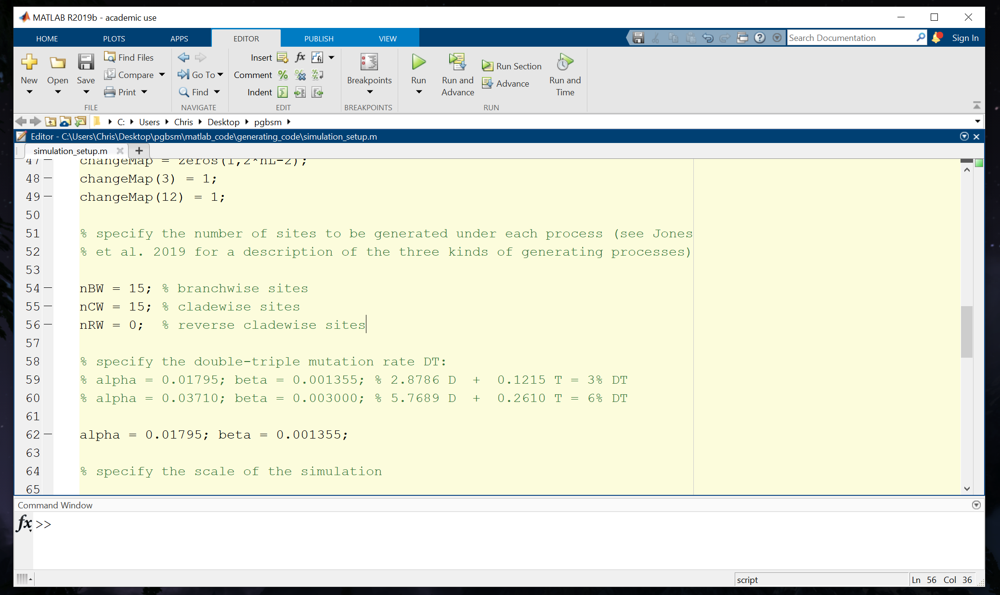 MATLAB R2019b - academic use
HOME PLOTS APPS EDITOR PUBLISH VIEW Search Documentation Sign In
New Open Save Find Files Compare Print
FILE
Go To Find
NAVIGATE
Insert fx fi
Comment
Indent
EDIT
Breakpoints
BREAKPOINTS
Run Run and Advance Run Section Advance Run and Time
RUN
C: Users Chris Desktop pgbsm
Editor - C:\Users\Chris\Desktop\pgbsm\matlab_code\generating_code\simulation_setup.m
simulation_setup.m
47 changeMap = zeros(1,2*nL-2);
48 changeMap(3) = 1;
49 changeMap(12) = 1;
50
51 % specify the number of sites to be generated under each process (see Jones
52 % et al. 2019 for a description of the three kinds of generating processes)
53
54 nBW = 15; % branchwise sites
55 nCW = 15; % cladewise sites
56 nRW = 0;  % reverse cladewise sites
57
58 % specify the double-triple mutation rate DT:
59 % alpha = 0.01795; beta = 0.001355; % 2.8786 D  +  0.1215 T = 3% DT
60 % alpha = 0.03710; beta = 0.003000; % 5.7689 D  +  0.2610 T = 6% DT
61
62 alpha = 0.01795; beta = 0.001355;
63
64 % specify the scale of the simulation
65
Command Window
fx >>
script Ln 56 Col 36